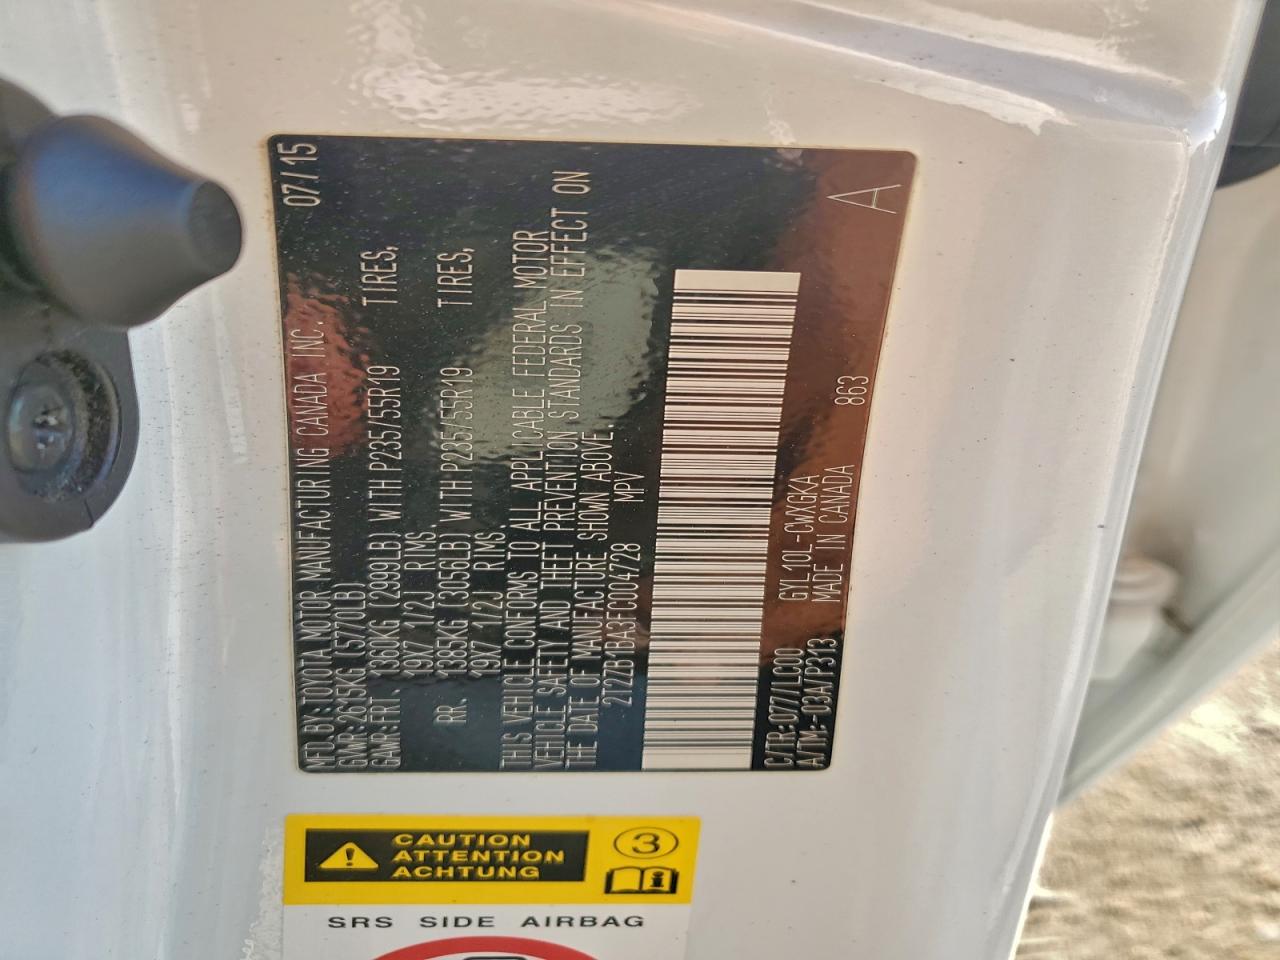 MFD. BY: TOYOTA MOTOR MANUFACTURING CANADA INC. 07/15
GVWR: 2615KG (5770LB)
GAWR: FRT. 1360KG (2999LB) WITH P235/55R19 TIRES,
19X7 1/2J RIMS.
RR. 1385KG (3056LB) WITH P235/55R19 TIRES,
19X7 1/2J RIMS.
THIS VEHICLE CONFORMS TO ALL APPLICABLE FEDERAL MOTOR
VEHICLE SAFETY AND THEFT PREVENTION STANDARDS IN EFFECT ON
THE DATE OF MANUFACTURE SHOWN ABOVE.
2T2ZB1BA3FC004728 MPV
C/TR: 077/LC00 GYL10L-CWXGKA
A/TM: -03A/P313 MADE IN CANADA 863 A
CAUTION
ATTENTION
ACHTUNG
3
SRS SIDE AIRBAG